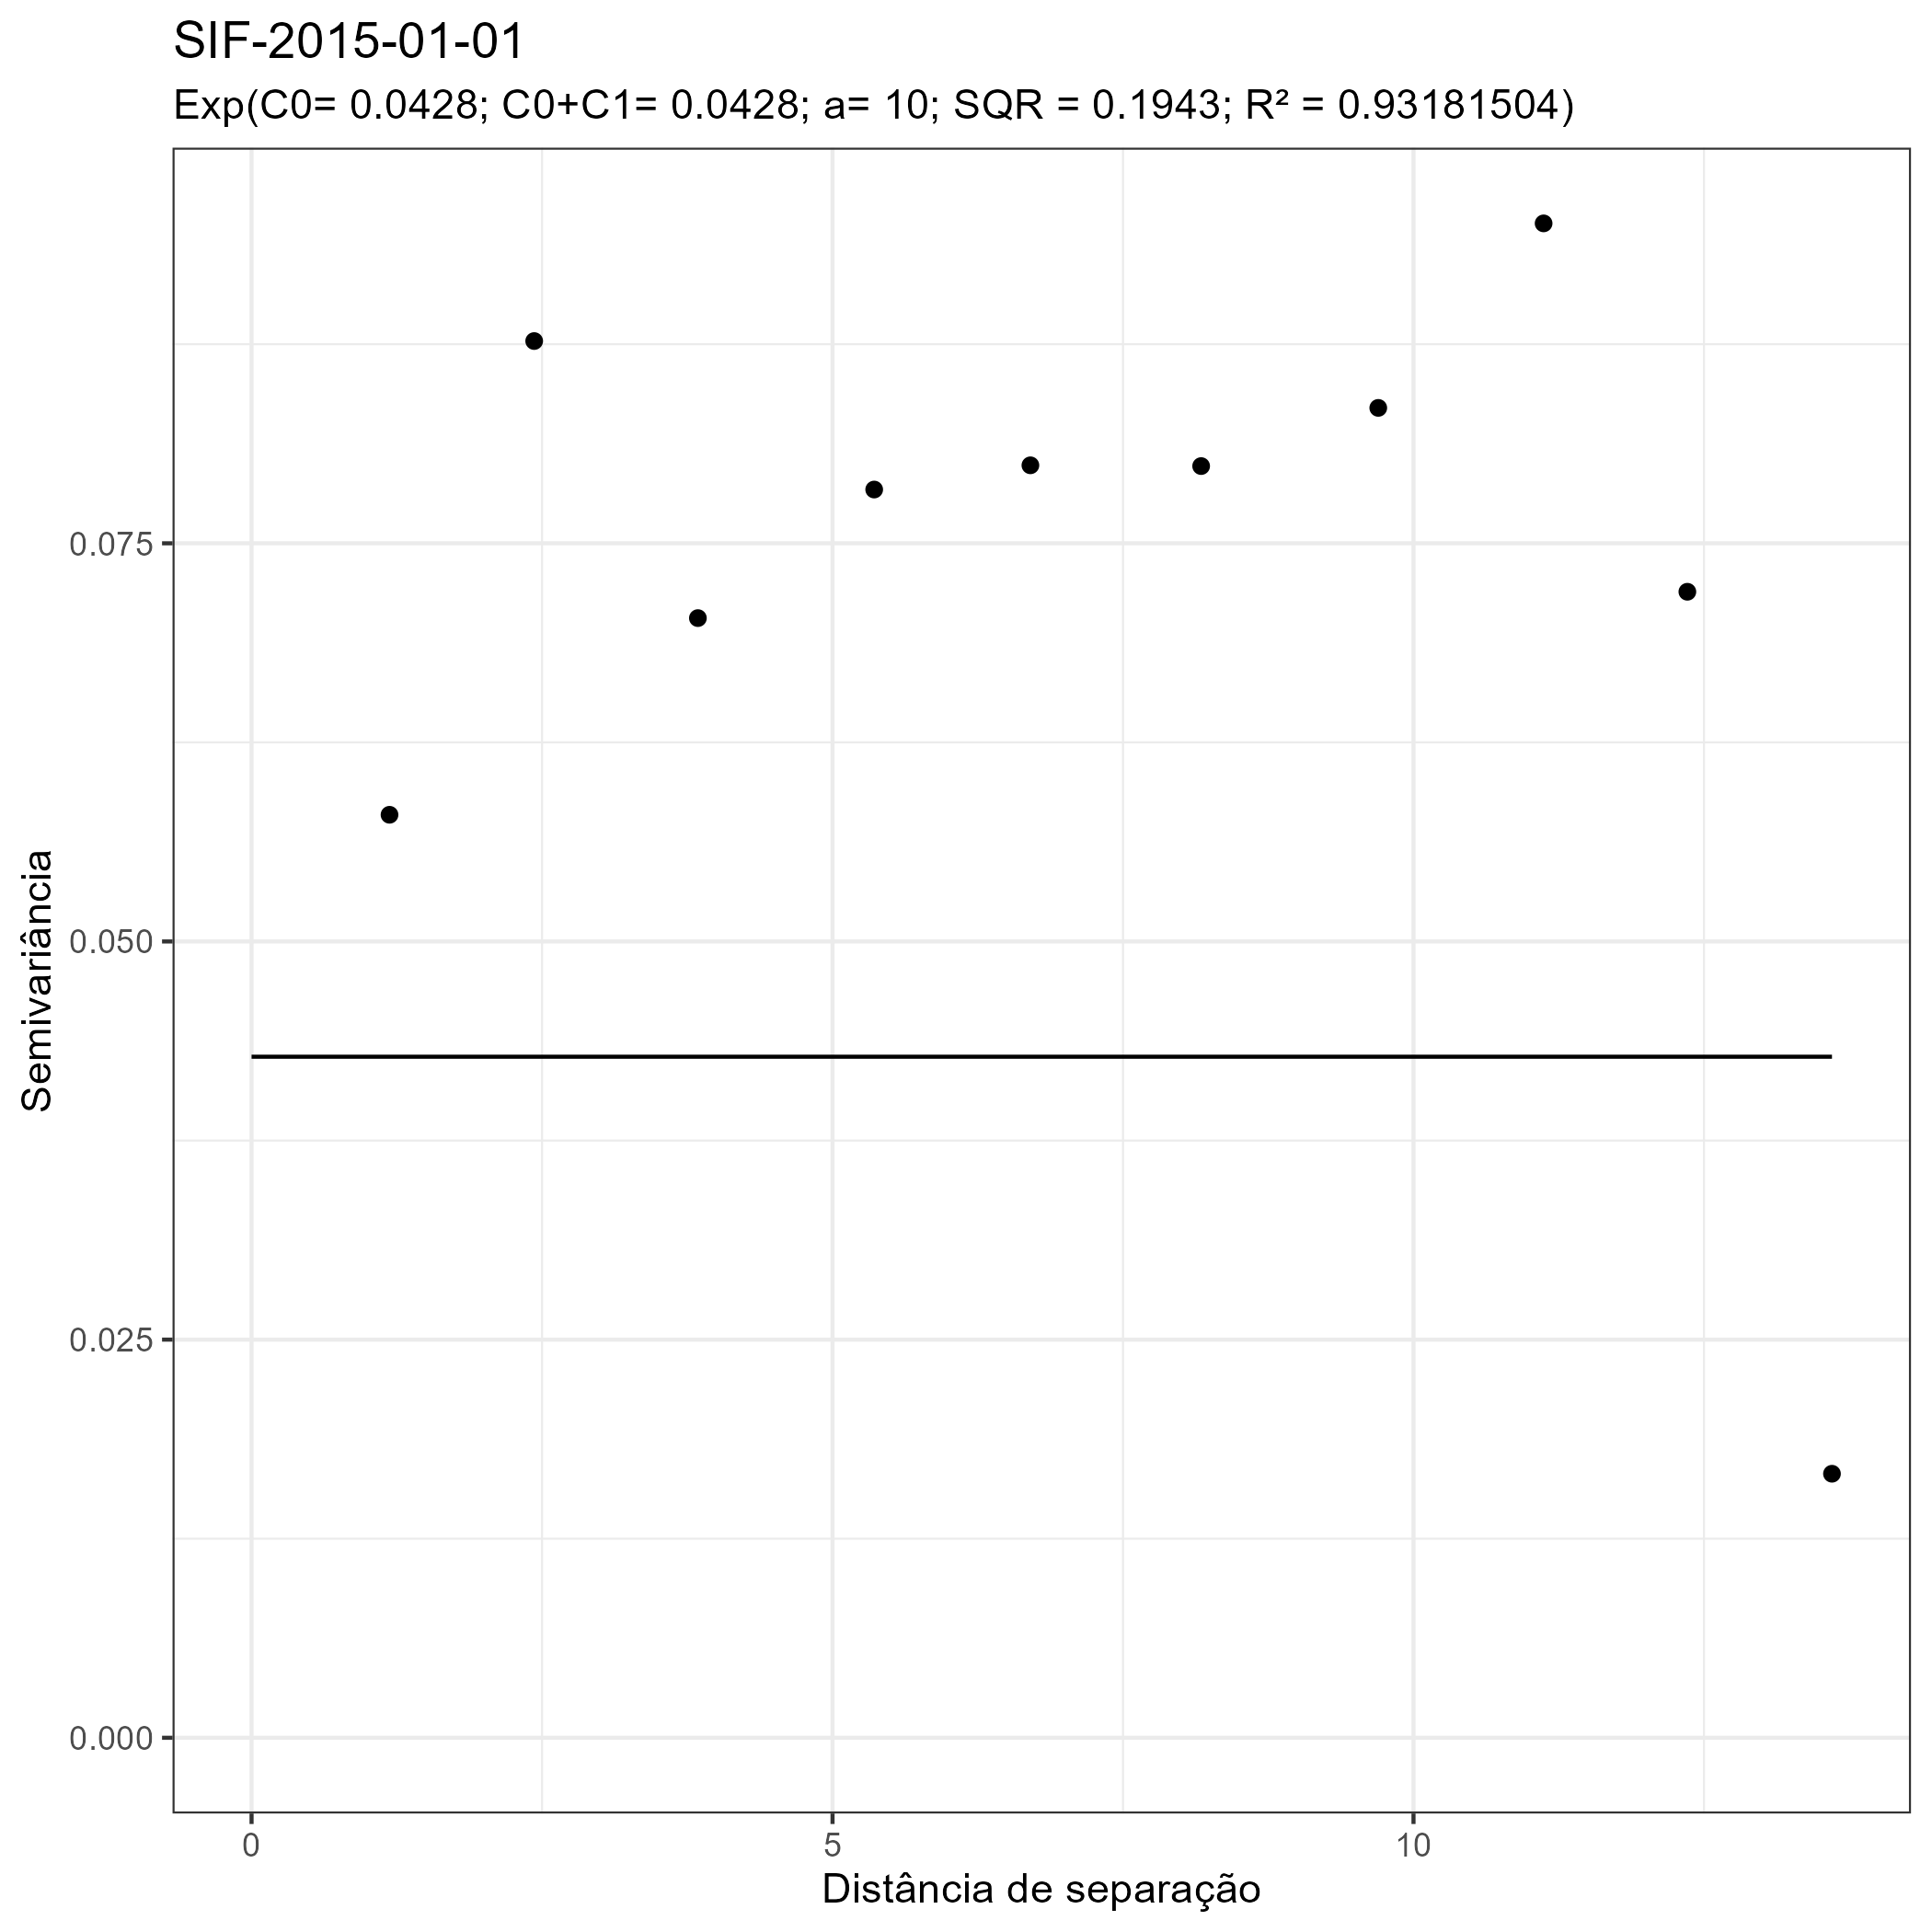 SIF-2015-01-01
Exp(C0= 0.0428; C0+C1= 0.0428; a= 10; SQR = 0.1943; R² = 0.93181504)
Semivariância
0.075
0.050
0.025
0.000
0 5 10
Distância de separação